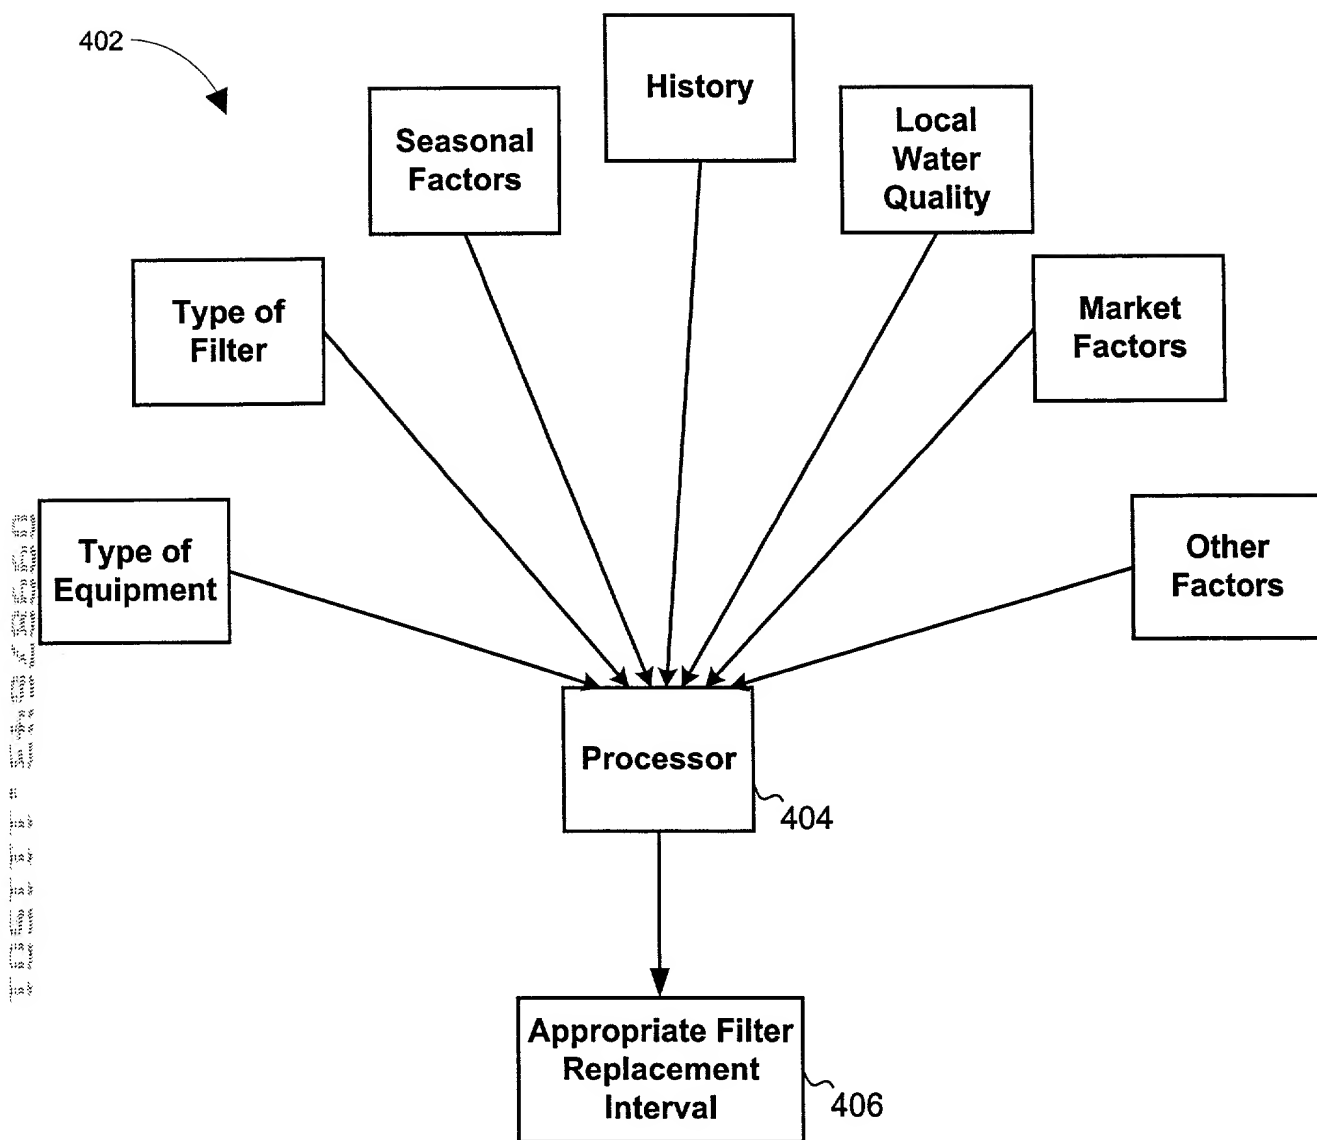 402
History
Seasonal
Factors
Local
Water
Quality
Type of
Filter
Market
Factors
Type of
Equipment
Other
Factors
Processor
404
Appropriate Filter
Replacement
Interval
406